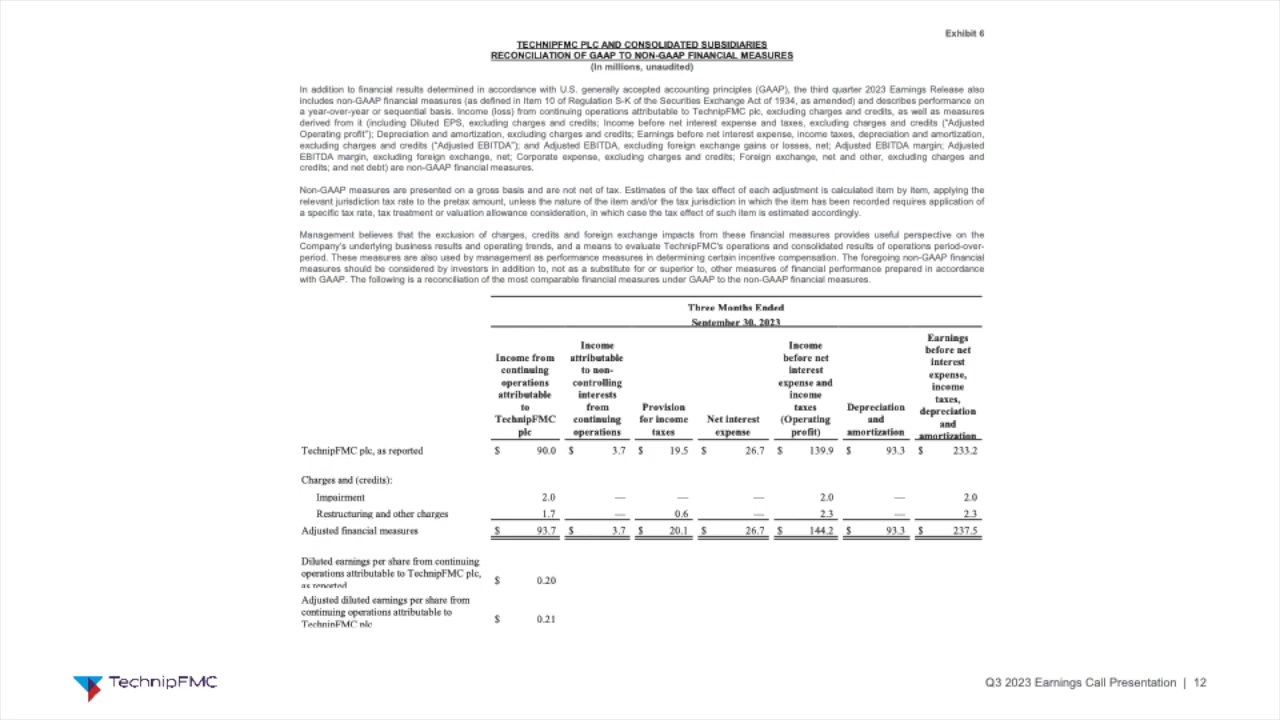 Exhibit 6
TECHNIPFMC PLC AND CONSOLIDATED SUBSIDIARIES
RECONCILIATION OF GAAP TO NON-GAAP FINANCIAL MEASURES
(In millions, unaudited)
In addition to financial results determined in accordance with U.S. generally accepted accounting principles (GAAP), the third quarter 2023 Earnings Release also
includes non-GAAP financial measures (as defined in Item 10 of Regulation S-K of the Securities Exchange Act of 1934, as amended) and describes performance on
a year-over-year or sequential basis. Income (loss) from continuing operations attributable to TechnipFMC plc, excluding charges and credits, as well as measures
derived from it (including Diluted EPS, excluding charges and credits; Income before net interest expense and taxes, excluding charges and credits ("Adjusted
Operating profit"); Depreciation and amortization, excluding charges and credits; Earnings before net interest expense, income taxes, depreciation and amortization,
excluding charges and credits ("Adjusted EBITDA"); and Adjusted EBITDA, excluding foreign exchange gains or losses, net; Adjusted EBITDA margin; Adjusted
EBITDA margin, excluding foreign exchange, net; Corporate expense, excluding charges and credits; Foreign exchange, net and other, excluding charges and
credits; and net debt) are non-GAAP financial measures.
Non-GAAP measures are presented on a gross basis and are not net of tax. Estimates of the tax effect of each adjustment is calculated item by item, applying the
relevant jurisdiction tax rate to the pretax amount, unless the nature of the item and/or the tax jurisdiction in which the item has been recorded requires application of
a specific tax rate, tax treatment or valuation allowance consideration, in which case the tax effect of such item is estimated accordingly.
Management believes that the exclusion of charges, credits and foreign exchange impacts from these financial measures provides useful perspective on the
Company's underlying business results and operating trends, and a means to evaluate TechnipFMC's operations and consolidated results of operations period-over-
period. These measures are also used by management as performance measures in determining certain incentive compensation. The foregoing non-GAAP financial
measures should be considered by investors in addition to, not as a substitute for or superior to, other measures of financial performance prepared in accordance
with GAAP. The following is a reconciliation of the most comparable financial measures under GAAP to the non-GAAP financial measures.
Three Months Ended
September 30, 2023
Income from continuing operations attributable to TechnipFMC plc
Income attributable to non-controlling interests from continuing operations
Provision for income taxes
Net interest expense
Income before net interest expense and income taxes (Operating profit)
Depreciation and amortization
Earnings before net interest expense, income taxes, depreciation and amortization
TechnipFMC plc, as reported $ 90.0 $ 3.7 $ 19.5 $ 26.7 $ 139.9 $ 93.3 $ 233.2
Charges and (credits):
Impairment 2.0 — — — 2.0 — 2.0
Restructuring and other charges 1.7 — 0.6 — 2.3 — 2.3
Adjusted financial measures $ 93.7 $ 3.7 $ 20.1 $ 26.7 $ 144.2 $ 93.3 $ 237.5
Diluted earnings per share from continuing
operations attributable to TechnipFMC plc,
as reported $ 0.20
Adjusted diluted earnings per share from
continuing operations attributable to
TechnipFMC plc $ 0.21
TechnipFMC
Q3 2023 Earnings Call Presentation | 12